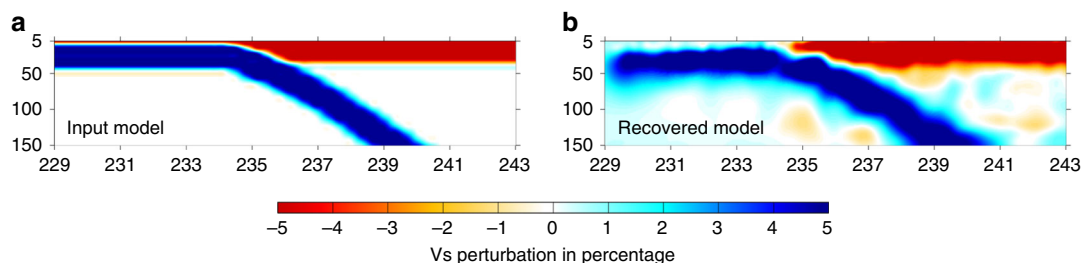 a
b
5
50
100
150
Input model
229 231 233 235 237 239 241 243
5
50
100
150
Recovered model
229 231 233 235 237 239 241 243
–5 –4 –3 –2 –1 0 1 2 3 4 5
Vs perturbation in percentage